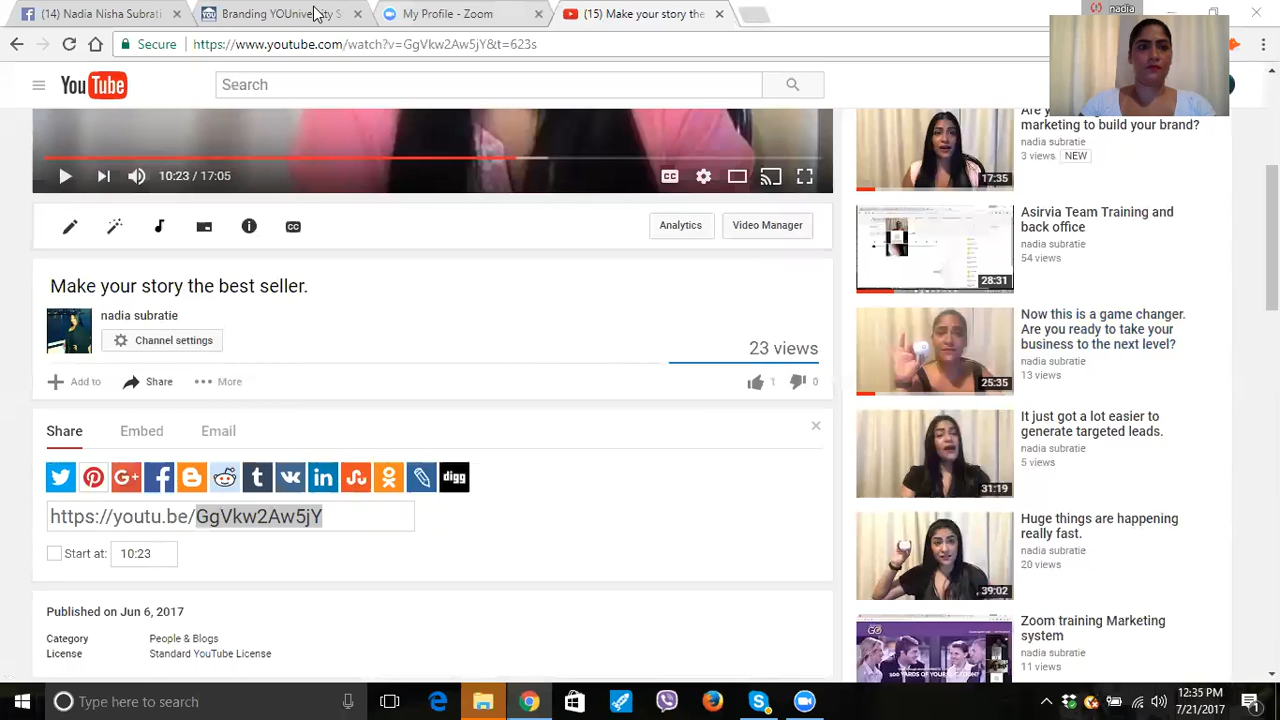 (14) Nadia Nisha Subrati
Branding YOUniversity S
My Profile - Zoom
(15) Make your story the
nadia
Secure
https://www.youtube.com/watch?v=GgVkw2Aw5jY&t=623s
YouTube
Search
marketing to build your brand?
nadia subratie
3 views NEW
17:35
10:23 / 17:05
CC
Analytics
Video Manager
Make your story the best seller.
nadia subratie
Channel settings
23 views
Add to
Share
More
1
0
Share
Embed
Email
digg
https://youtu.be/GgVkw2Aw5jY
Start at:
10:23
Published on Jun 6, 2017
Category
People & Blogs
License
Standard YouTube License
Asirvia Team Training and
back office
nadia subratie
54 views
28:31
Now this is a game changer.
Are you ready to take your
business to the next level?
nadia subratie
13 views
25:35
It just got a lot easier to
generate targeted leads.
nadia subratie
5 views
31:19
Huge things are happening
really fast.
nadia subratie
20 views
39:02
Zoom training Marketing
system
nadia subratie
11 views
Type here to search
12:35 PM
7/21/2017